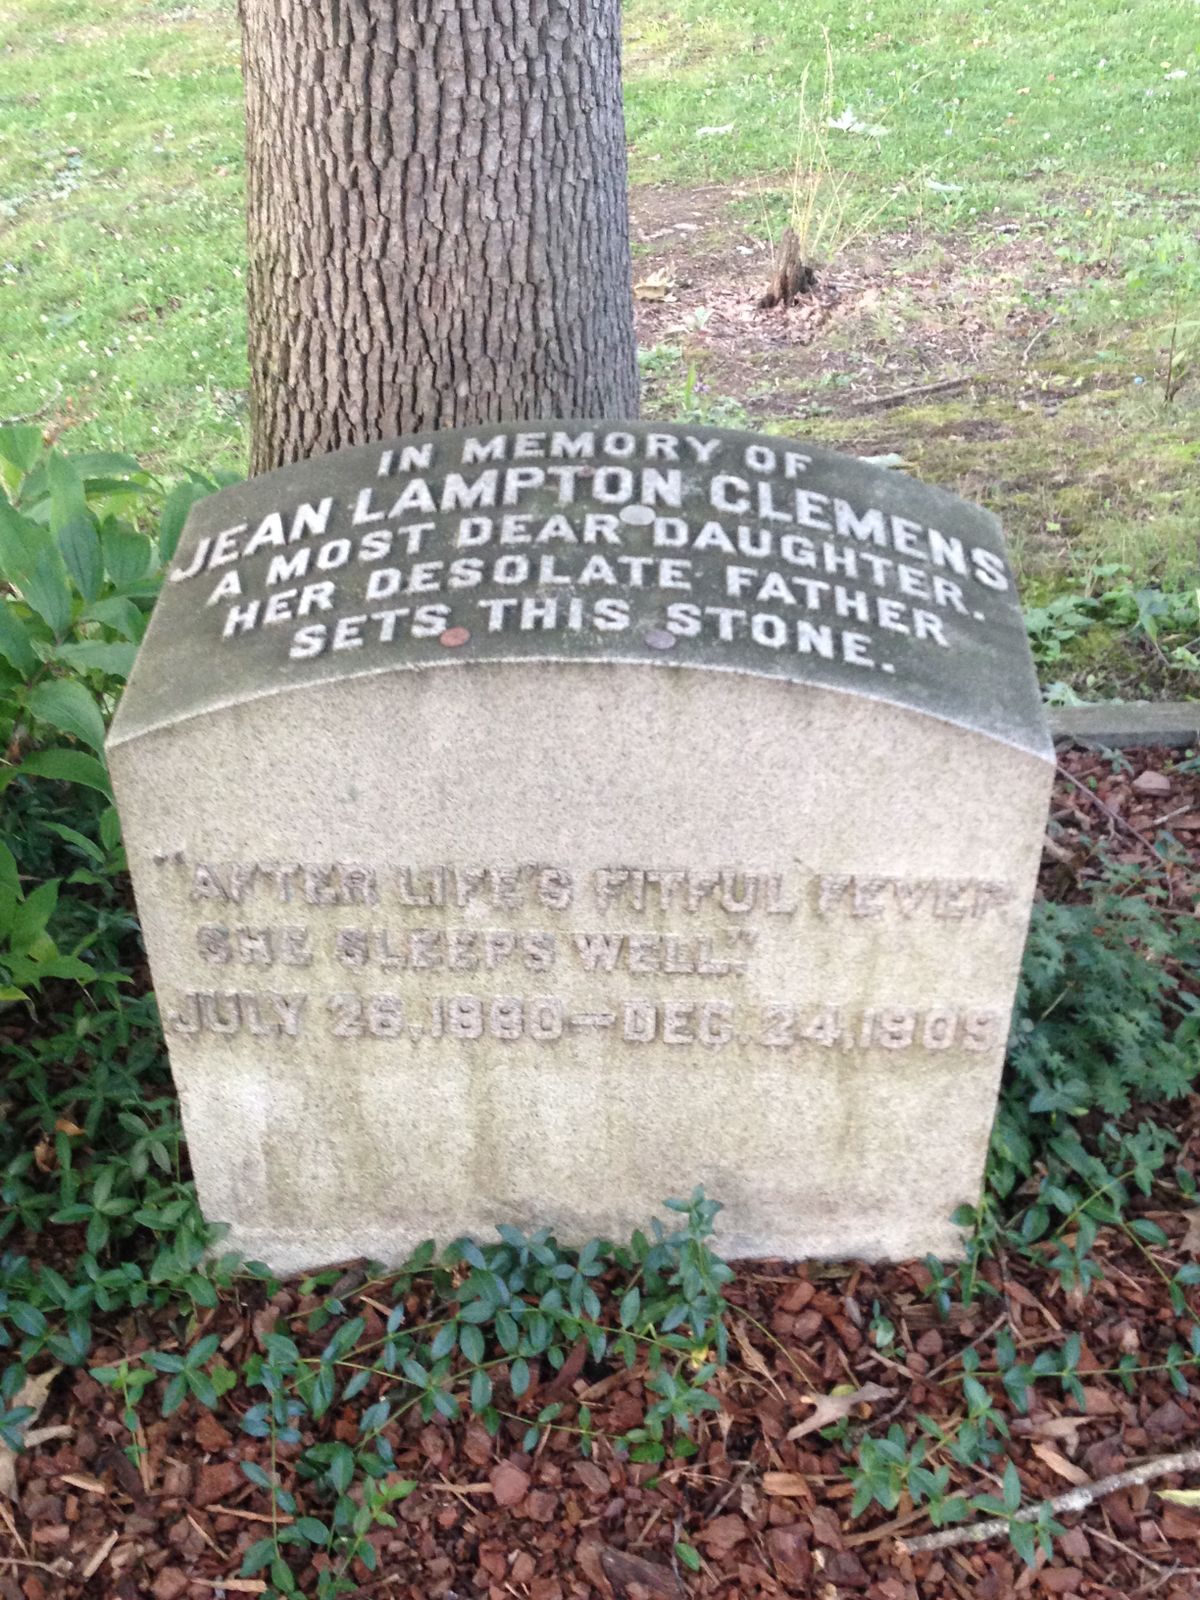 IN MEMORY OF
JEAN LAMPTON CLEMENS
A MOST DEAR DAUGHTER.
HER DESOLATE FATHER
SETS THIS STONE.
"AFTER LIFE'S FITFUL FEVER
SHE SLEEPS WELL."
JULY 26, 1880—DEC. 24, 1909